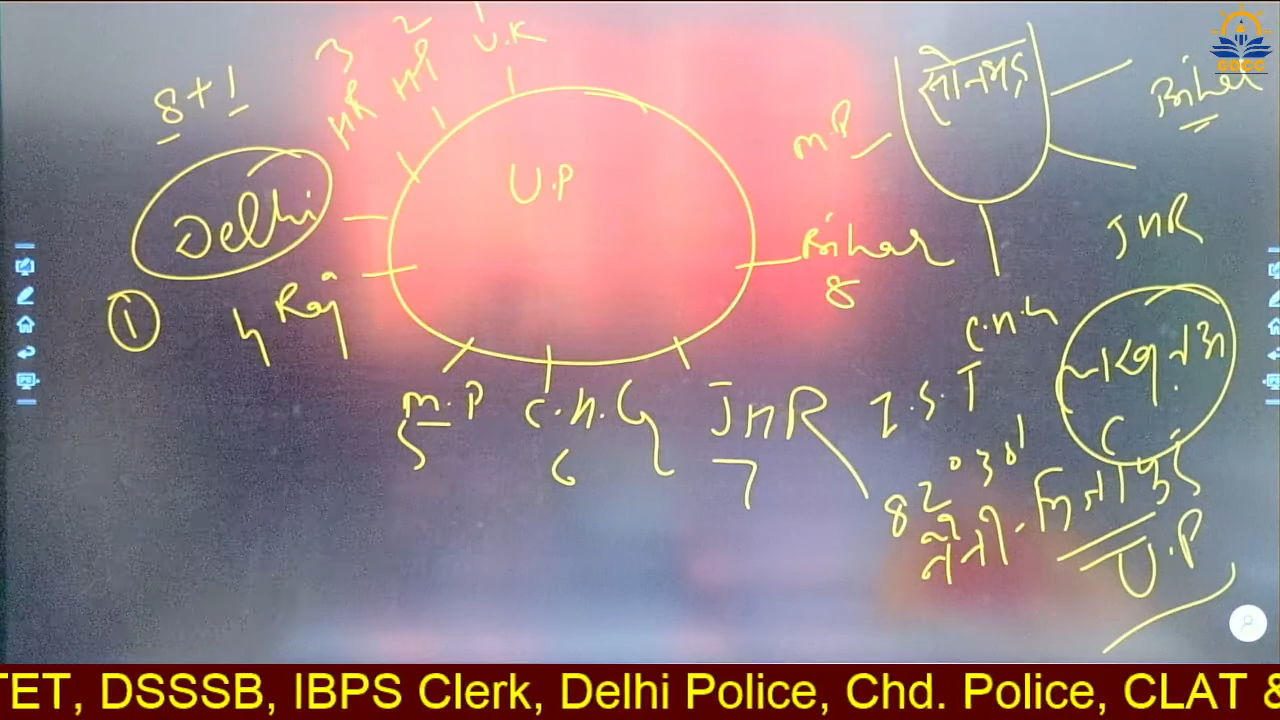 8+1
3 2 1
HR HP U.K
Delhi
U.P
①
4 Raj
M.P C.H.G JHR
5 6 7
Bihar
8
सोनभद्र
M.P
Bihar
JHR
C.H.G
I.S.T
82°30'
नैनी - मिर्जापुर
U.P
GDCC
TET, DSSSB, IBPS Clerk, Delhi Police, Chd. Police, CLAT &